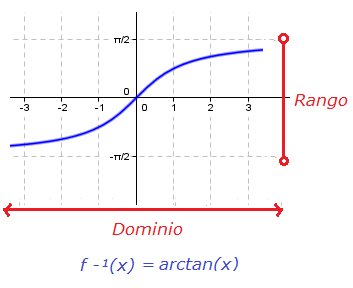 π/2
0
-3 -2 -1 0 1 2 3
Rango
-π/2
Dominio
f -¹(x) = arctan(x)